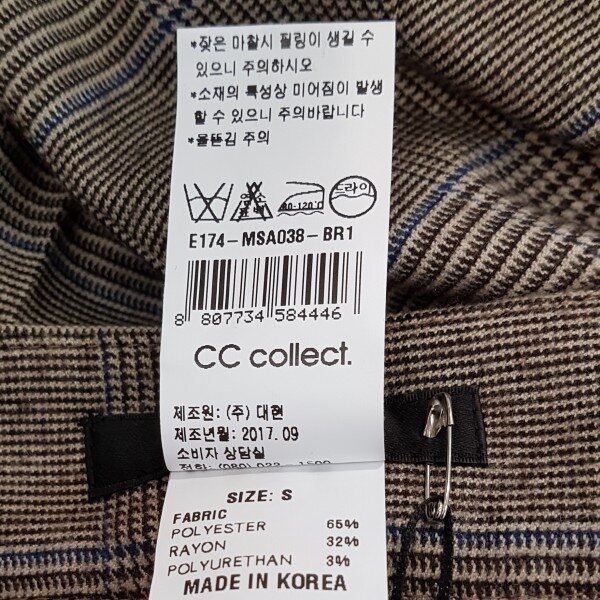 *잦은 마찰시 필링이 생길 수
있으니 주의하시오
*소재의 특성상 미어짐이 발생
할 수 있으니 주의바랍니다
*올뜯김 주의
80-120˚C
드라이
E174-MSA038-BR1
8 807734 584446
CC collect.
제조원: (주) 대현
제조년월: 2017. 09
소비자 상담실
SIZE: S
FABRIC
POLYESTER 65%
RAYON 32%
POLYURETHAN 3%
MADE IN KOREA